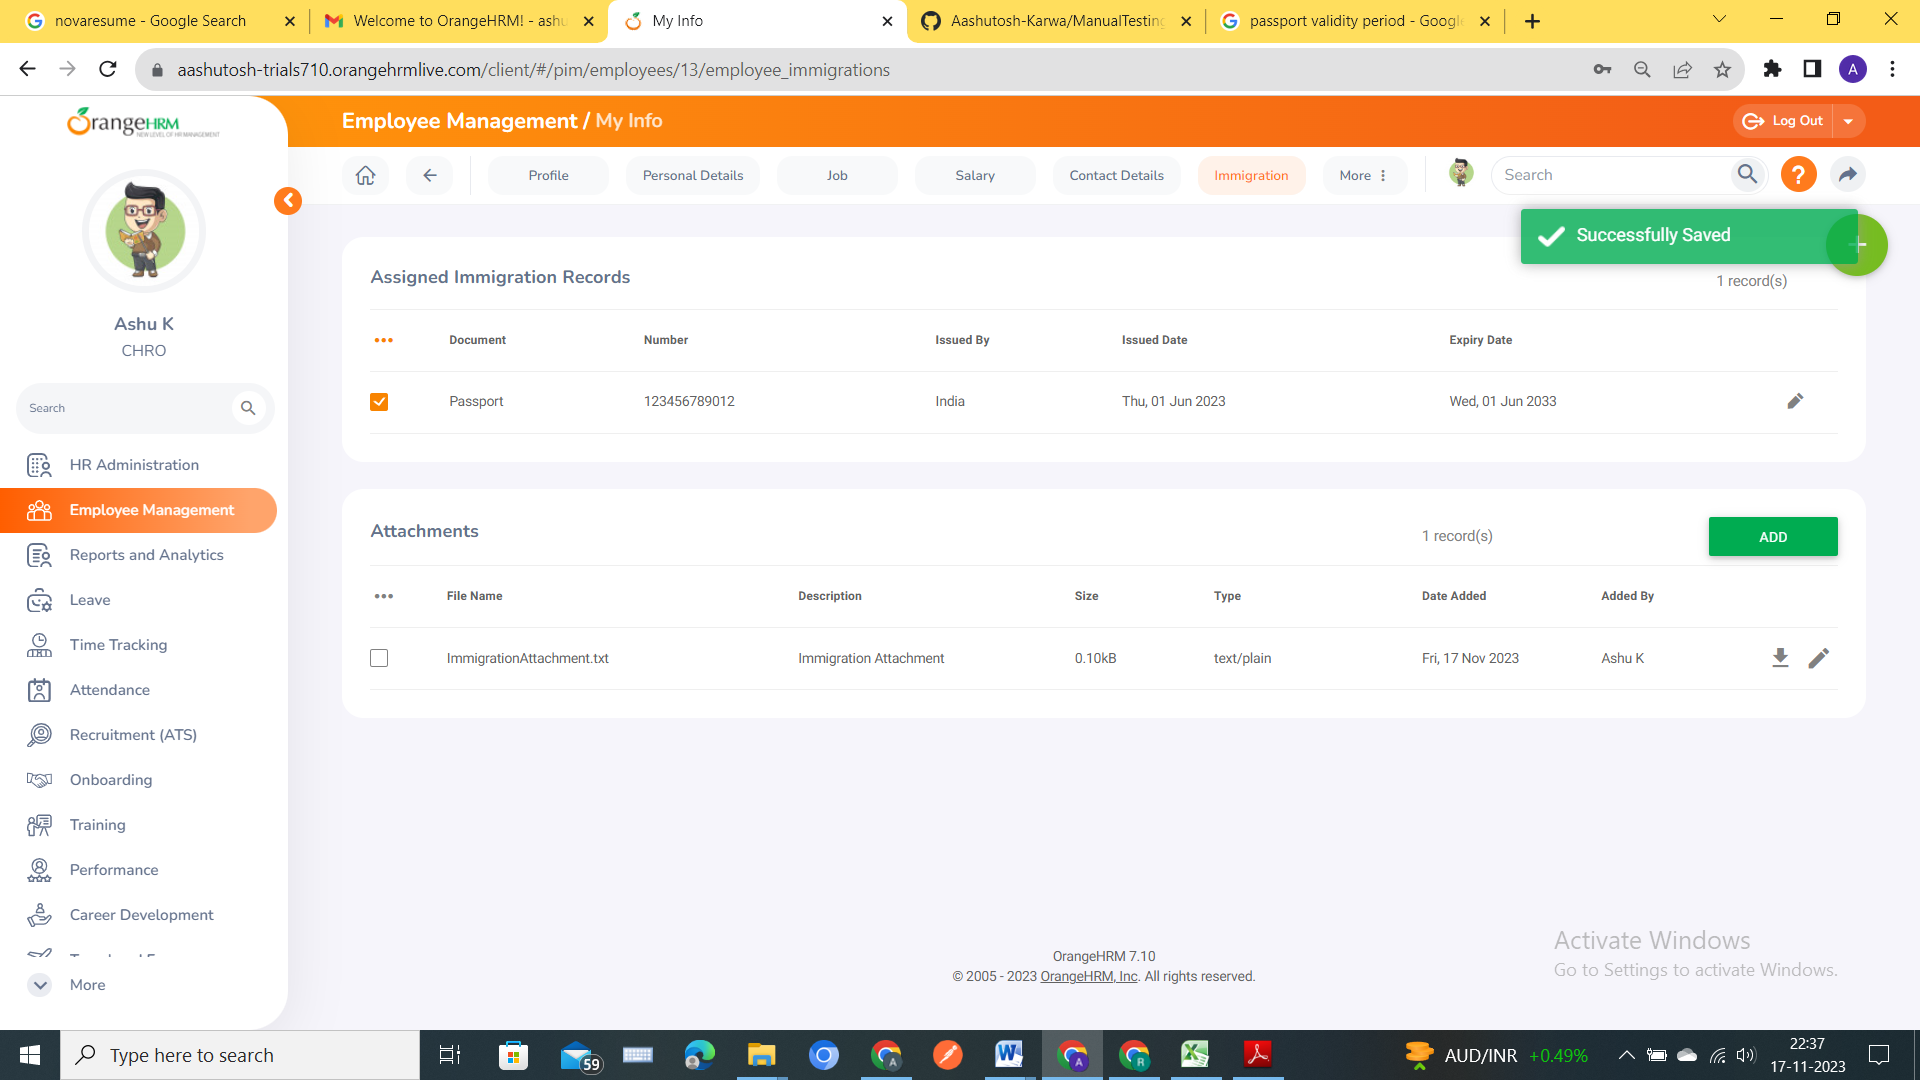 novaresume - Google Search
Welcome to OrangeHRM! - ashu
My Info
Aashutosh-Karwa/ManualTesting
passport validity period - Google
aashutosh-trials710.orangehrmlive.com/client/#/pim/employees/13/employee_immigrations
A
OrangeHRM
NEW LEVEL OF HR MANAGEMENT
Employee Management / My Info
Log Out
Profile
Personal Details
Job
Salary
Contact Details
Immigration
More
Search
?
Successfully Saved
Ashu K
CHRO
Search
HR Administration
Employee Management
Reports and Analytics
Leave
Time Tracking
Attendance
Recruitment (ATS)
Onboarding
Training
Performance
Career Development
More
Assigned Immigration Records
1 record(s)
Document Number Issued By Issued Date Expiry Date
Passport 123456789012 India Thu, 01 Jun 2023 Wed, 01 Jun 2033
Attachments
1 record(s)
ADD
File Name Description Size Type Date Added Added By
ImmigrationAttachment.txt Immigration Attachment 0.10kB text/plain Fri, 17 Nov 2023 Ashu K
OrangeHRM 7.10
© 2005 - 2023 OrangeHRM, Inc. All rights reserved.
Activate Windows
Go to Settings to activate Windows.
Type here to search
59
AUD/INR +0.49%
22:37
17-11-2023